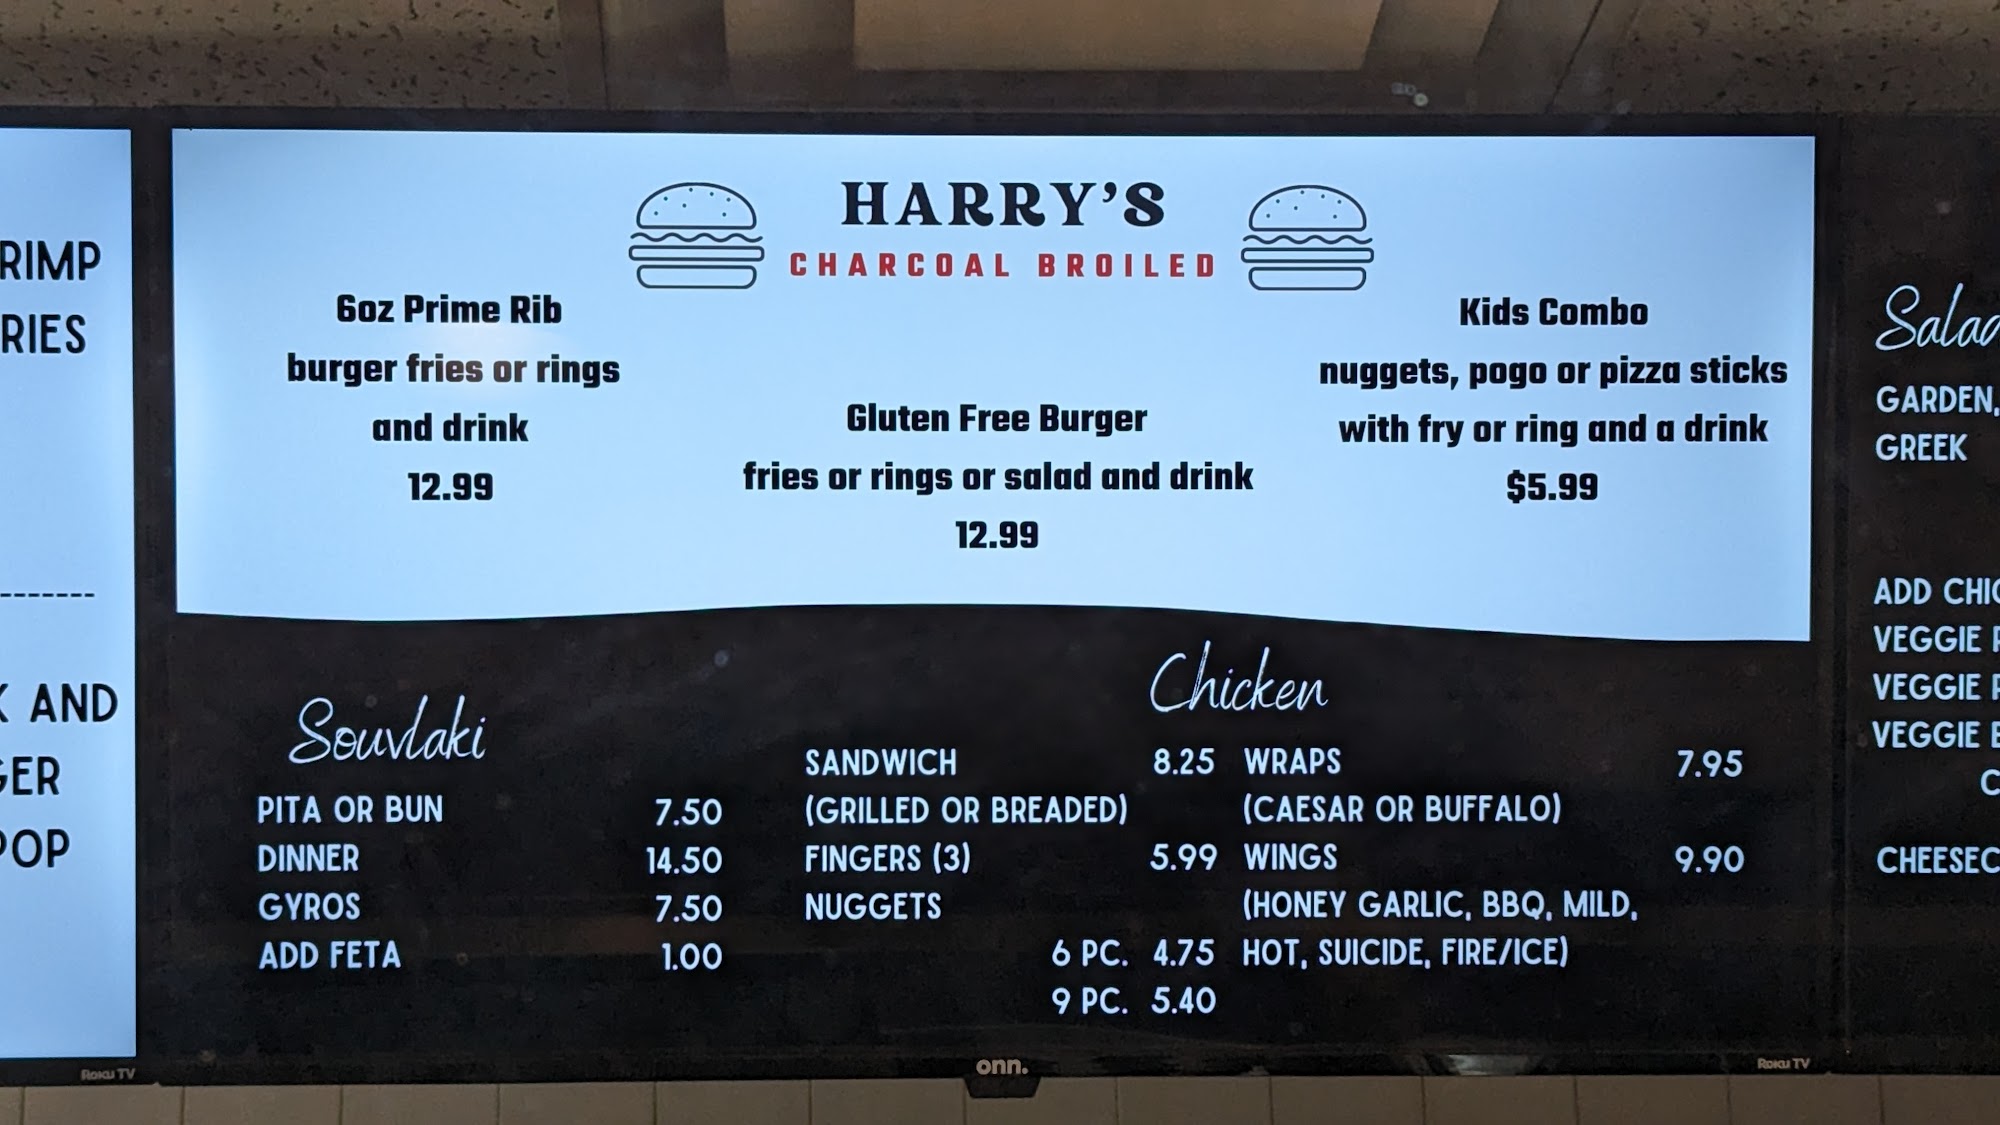 RIMP
RIES
-------
AND
POP
Roku TV
HARRY'S
CHARCOAL BROILED
6oz Prime Rib
burger fries or rings
and drink
12.99
Gluten Free Burger
fries or rings or salad and drink
12.99
Kids Combo
nuggets, pogo or pizza sticks
with fry or ring and a drink
$5.99
Souvlaki
PITA OR BUN 7.50
DINNER 14.50
GYROS 7.50
ADD FETA 1.00
Chicken
SANDWICH 8.25
(GRILLED OR BREADED)
FINGERS (3) 5.99
NUGGETS
6 PC. 4.75
9 PC. 5.40
WRAPS 7.95
(CAESAR OR BUFFALO)
WINGS 9.90
(HONEY GARLIC, BBQ, MILD,
HOT, SUICIDE, FIRE/ICE)
onn.
Roku TV
Salad
GARDEN,
GREEK
ADD CHIC
VEGGIE
VEGGIE
VEGGIE
CHEESEC